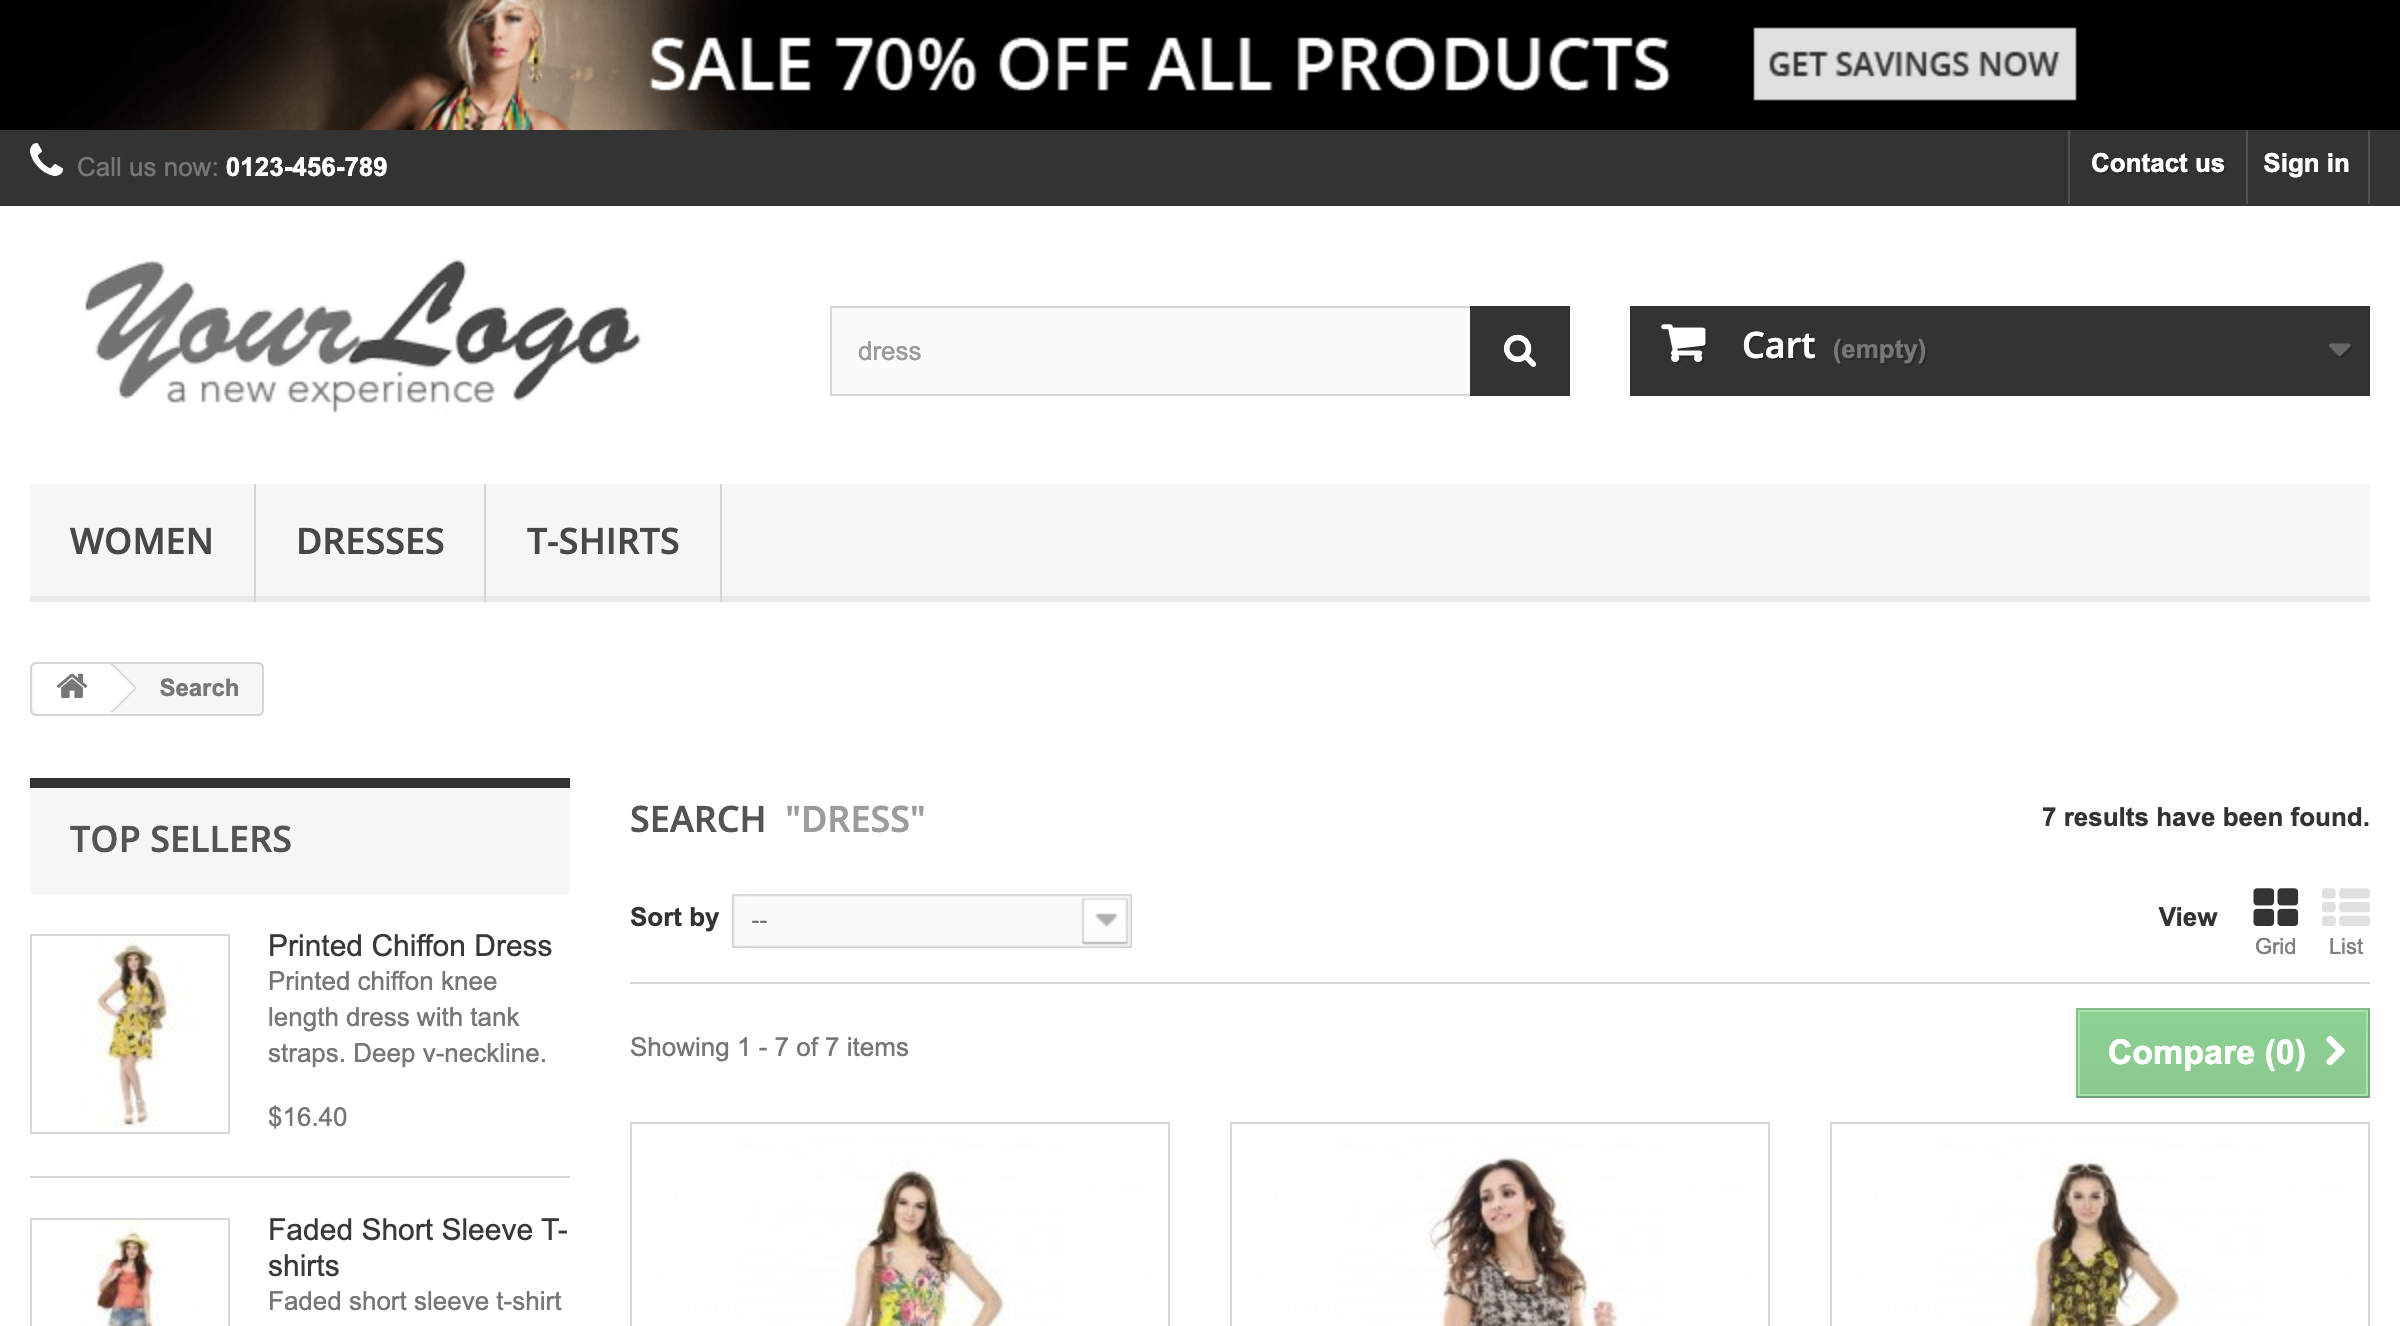 SALE 70% OFF ALL PRODUCTS
GET SAVINGS NOW
Call us now: 0123-456-789
Contact us
Sign in
YourLogo
a new experience
dress
Cart (empty)
WOMEN
DRESSES
T-SHIRTS
Search
TOP SELLERS
Printed Chiffon Dress
Printed chiffon knee
length dress with tank
straps. Deep v-neckline.
$16.40
Faded Short Sleeve T-
shirts
Faded short sleeve t-shirt
SEARCH "DRESS"
7 results have been found.
Sort by
--
View
Grid
List
Showing 1 - 7 of 7 items
Compare (0)